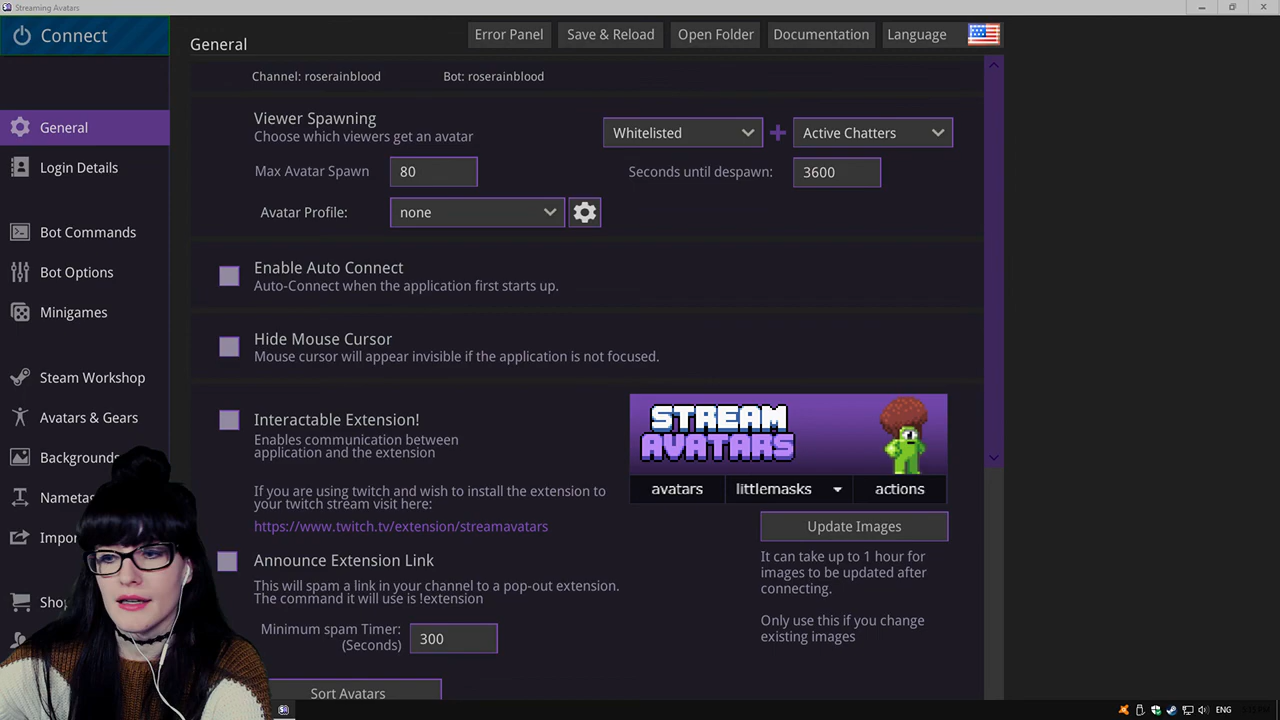 Streaming Avatars
Connect
General
Error Panel
Save & Reload
Open Folder
Documentation
Language
Channel: roserainblood
Bot: roserainblood
General
Login Details
Bot Commands
Bot Options
Minigames
Steam Workshop
Avatars & Gears
Backgrounds
Nameta
Impor
Shop
Viewer Spawning
Choose which viewers get an avatar
Whitelisted
+
Active Chatters
Max Avatar Spawn
80
Seconds until despawn:
3600
Avatar Profile:
none
Enable Auto Connect
Auto-Connect when the application first starts up.
Hide Mouse Cursor
Mouse cursor will appear invisible if the application is not focused.
Interactable Extension!
Enables communication between
application and the extension
If you are using twitch and wish to install the extension to
your twitch stream visit here:
https://www.twitch.tv/extension/streamavatars
STREAM
AVATARS
avatars
littlemasks
actions
Update Images
It can take up to 1 hour for
images to be updated after
connecting.
Only use this if you change
existing images
Announce Extension Link
This will spam a link in your channel to a pop-out extension.
The command it will use is !extension
Minimum spam Timer:
(Seconds)
300
Sort Avatars
ENG